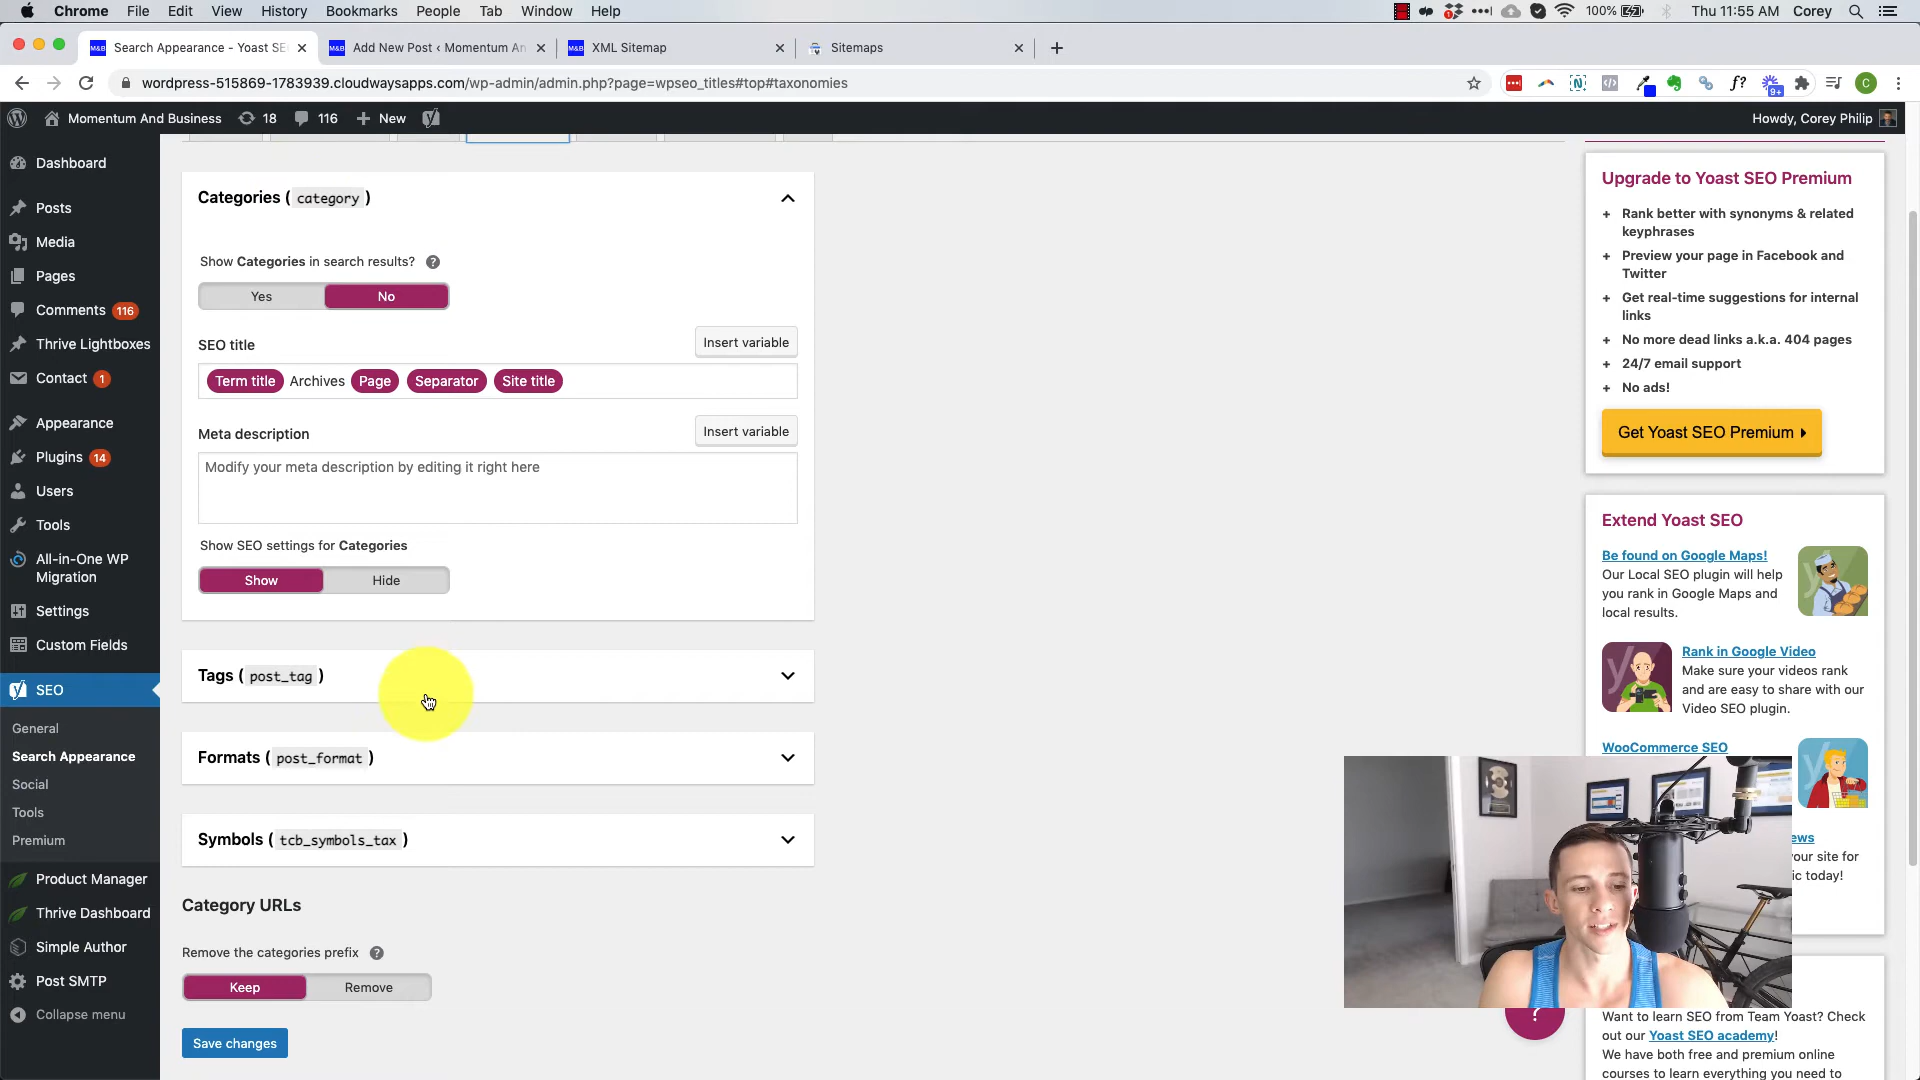 Chrome File Edit View History Bookmarks People Tab Window Help
100% Thu 11:55 AM Corey
M&B Search Appearance - Yoast SE
M&B Add New Post ‹ Momentum An
M&B XML Sitemap
Sitemaps
wordpress-515869-1783939.cloudwaysapps.com/wp-admin/admin.php?page=wpseo_titles#top#taxonomies
f?
9+
C
Momentum And Business 18 116 New
Howdy, Corey Philip
Dashboard
Posts
Media
Pages
Comments 116
Thrive Lightboxes
Contact 1
Appearance
Plugins 14
Users
Tools
All-in-One WP
Migration
Settings
Custom Fields
SEO
General
Search Appearance
Social
Tools
Premium
Product Manager
Thrive Dashboard
Simple Author
Post SMTP
Collapse menu
Categories ( category )
Show Categories in search results? ?
Yes No
SEO title
Insert variable
Term title Archives Page Separator Site title
Meta description
Insert variable
Modify your meta description by editing it right here
Show SEO settings for Categories
Show Hide
Tags ( post_tag )
Formats ( post_format )
Symbols ( tcb_symbols_tax )
Category URLs
Remove the categories prefix ?
Keep Remove
Save changes
Upgrade to Yoast SEO Premium
+ Rank better with synonyms & related
keyphrases
+ Preview your page in Facebook and
Twitter
+ Get real-time suggestions for internal
links
+ No more dead links a.k.a. 404 pages
+ 24/7 email support
+ No ads!
Get Yoast SEO Premium
Extend Yoast SEO
Be found on Google Maps!
Our Local SEO plugin will help
you rank in Google Maps and
local results.
Rank in Google Video
Make sure your videos rank
and are easy to share with our
Video SEO plugin.
WooCommerce SEO
ews
our site for
ic today!
?
Want to learn SEO from Team Yoast? Check
out our Yoast SEO academy!
We have both free and premium online
courses to learn everything you need to